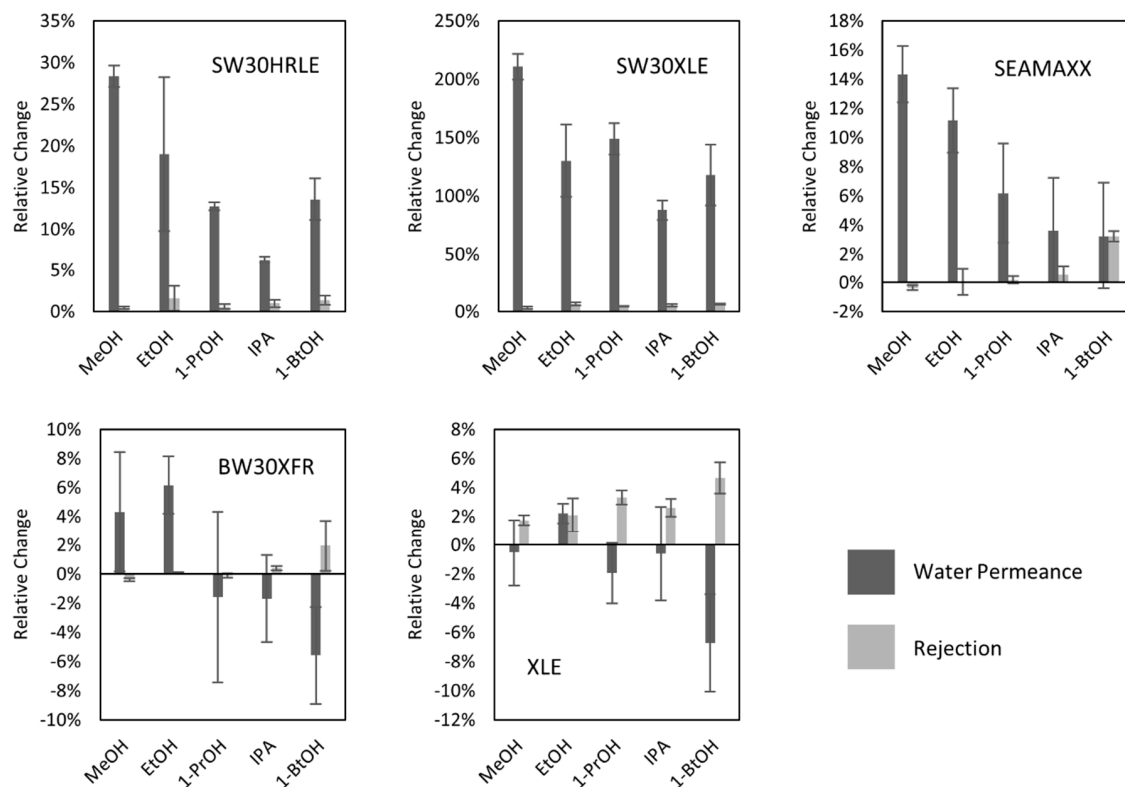 35%
30%
25%
20%
15%
10%
5%
0%
Relative Change
SW30HRLE
MeOH
EtOH
1-PrOH
IPA
1-BtOH
250%
200%
150%
100%
50%
0%
Relative Change
SW30XLE
MeOH
EtOH
1-PrOH
IPA
1-BtOH
18%
16%
14%
12%
10%
8%
6%
4%
2%
0%
-2%
Relative Change
SEAMAXX
MeOH
EtOH
1-PrOH
IPA
1-BtOH
10%
8%
6%
4%
2%
0%
-2%
-4%
-6%
-8%
-10%
Relative Change
BW30XFR
MeOH
EtOH
1-PrOH
IPA
1-BtOH
8%
6%
4%
2%
0%
-2%
-4%
-6%
-8%
-10%
-12%
Relative Change
XLE
MeOH
EtOH
1-PrOH
IPA
1-BtOH
Water Permeance
Rejection